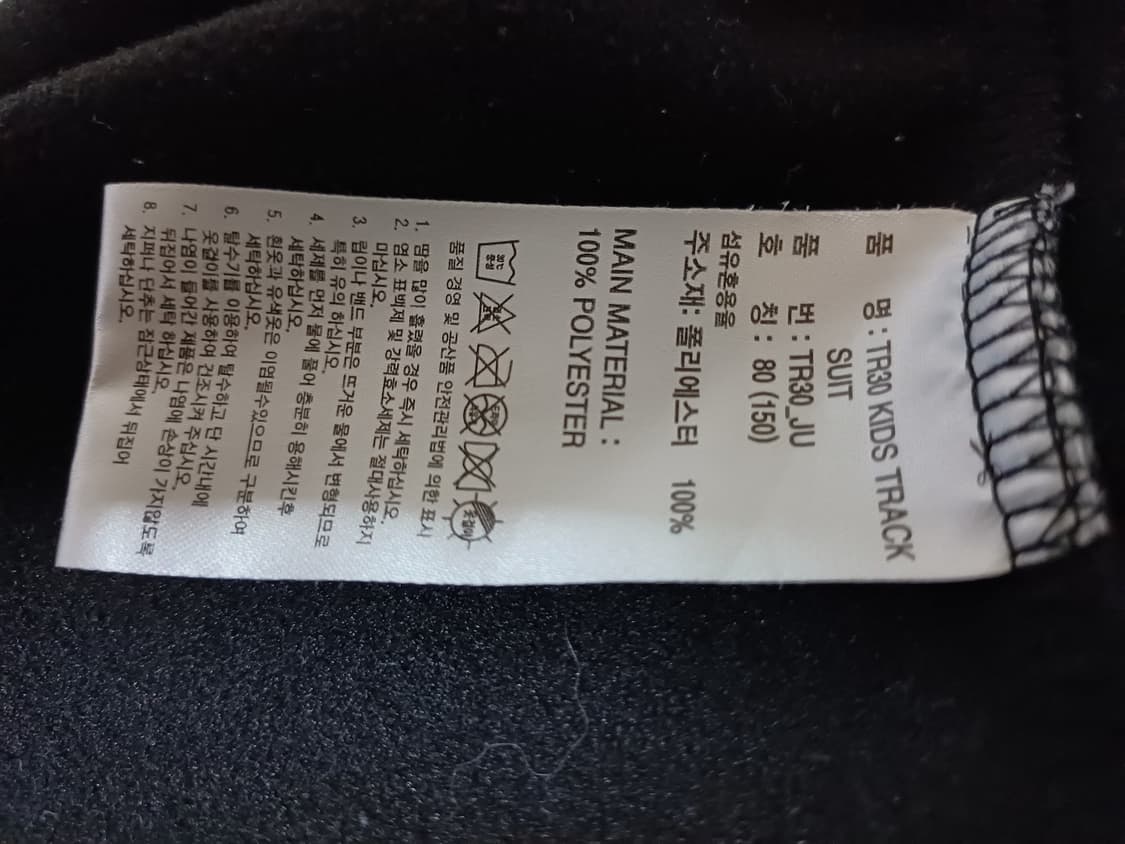 품 명 : TR30 KIDS TRACK
SUIT
품 번 : TR30_JU
호 칭 : 80 (150)
섬유혼용율
주소재: 폴리에스터 100%
MAIN MATERIAL :
100% POLYESTER
30℃
중성
옷걸이
품질 경영 및 공산품 안전관리법에 의한 표시
1. 땀을 많이 흘렸을 경우 즉시 세탁하십시오.
2. 염소 표백제 및 강력효소세제는 절대사용하지
마십시오.
3. 립이나 밴드 부분은 뜨거운 물에서 변형되므로
특히 유의 하십시오.
4. 세제를 먼저 물에 풀어 충분히 용해시킨후
세탁하십시오.
5. 흰옷과 유색옷은 이염될수있으므로 구분하여
세탁하십시오.
6. 탈수기를 이용하여 탈수하고 단 시간내에
옷걸이를 사용하여 건조시켜 주십시오.
7. 나염이 들어간 제품은 나염에 손상이 가지않도록
뒤집어서 세탁 하십시오.
8. 지퍼나 단추는 잠근상태에서 뒤집어
세탁하십시오.